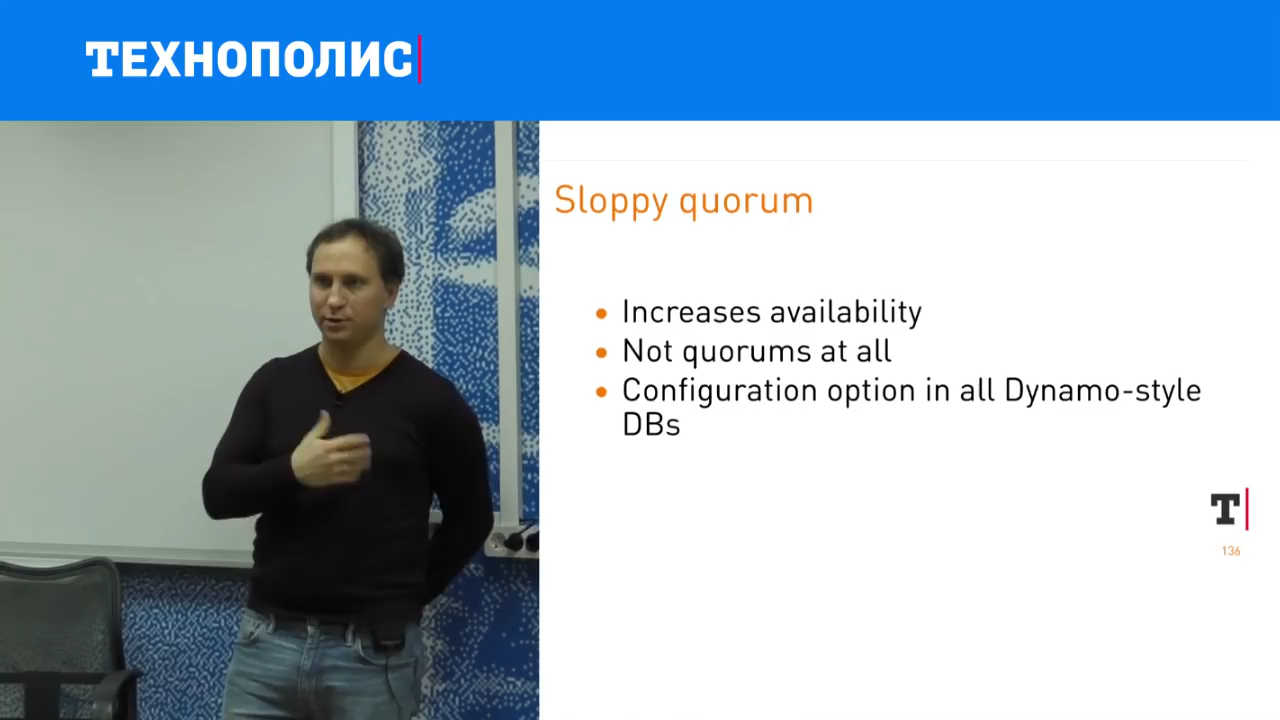 ТЕХНОПОЛИС
Sloppy quorum
• Increases availability
• Not quorums at all
• Configuration option in all Dynamo-style
DBs
T
136